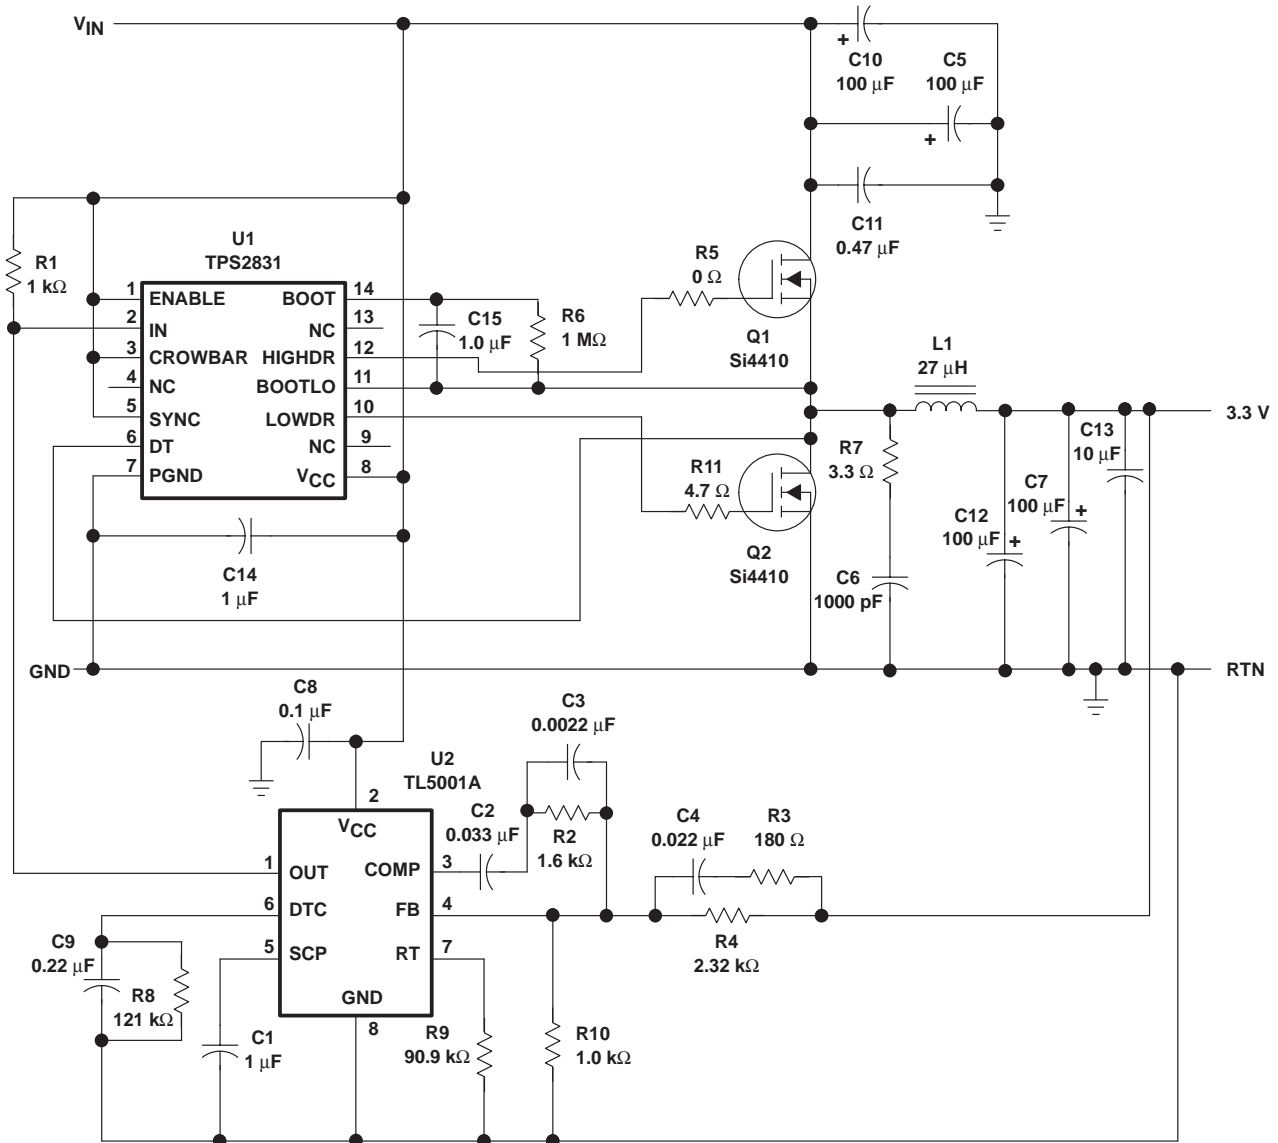 VIN
+
C10
100 µF
C5
100 µF
+
C11
0.47 µF
R1
1 kΩ
U1
TPS2831
1 ENABLE
2 IN
3 CROWBAR
4 NC
5 SYNC
6 DT
7 PGND
BOOT 14
NC 13
HIGHDR 12
BOOTLO 11
LOWDR 10
NC 9
VCC 8
C15
1.0 µF
R6
1 MΩ
R5
0 Ω
Q1
Si4410
L1
27 µH
3.3 V
R11
4.7 Ω
Q2
Si4410
R7
3.3 Ω
C6
1000 pF
C12
100 µF
+
C7
100 µF
+
C13
10 µF
C14
1 µF
GND
RTN
C8
0.1 µF
U2
TL5001A
2
VCC
1 OUT
6 DTC
5 SCP
COMP 3
FB 4
RT 7
GND
8
C3
0.0022 µF
C2
0.033 µF
R2
1.6 kΩ
C4
0.022 µF
R3
180 Ω
R4
2.32 kΩ
C9
0.22 µF
R8
121 kΩ
C1
1 µF
R9
90.9 kΩ
R10
1.0 kΩ